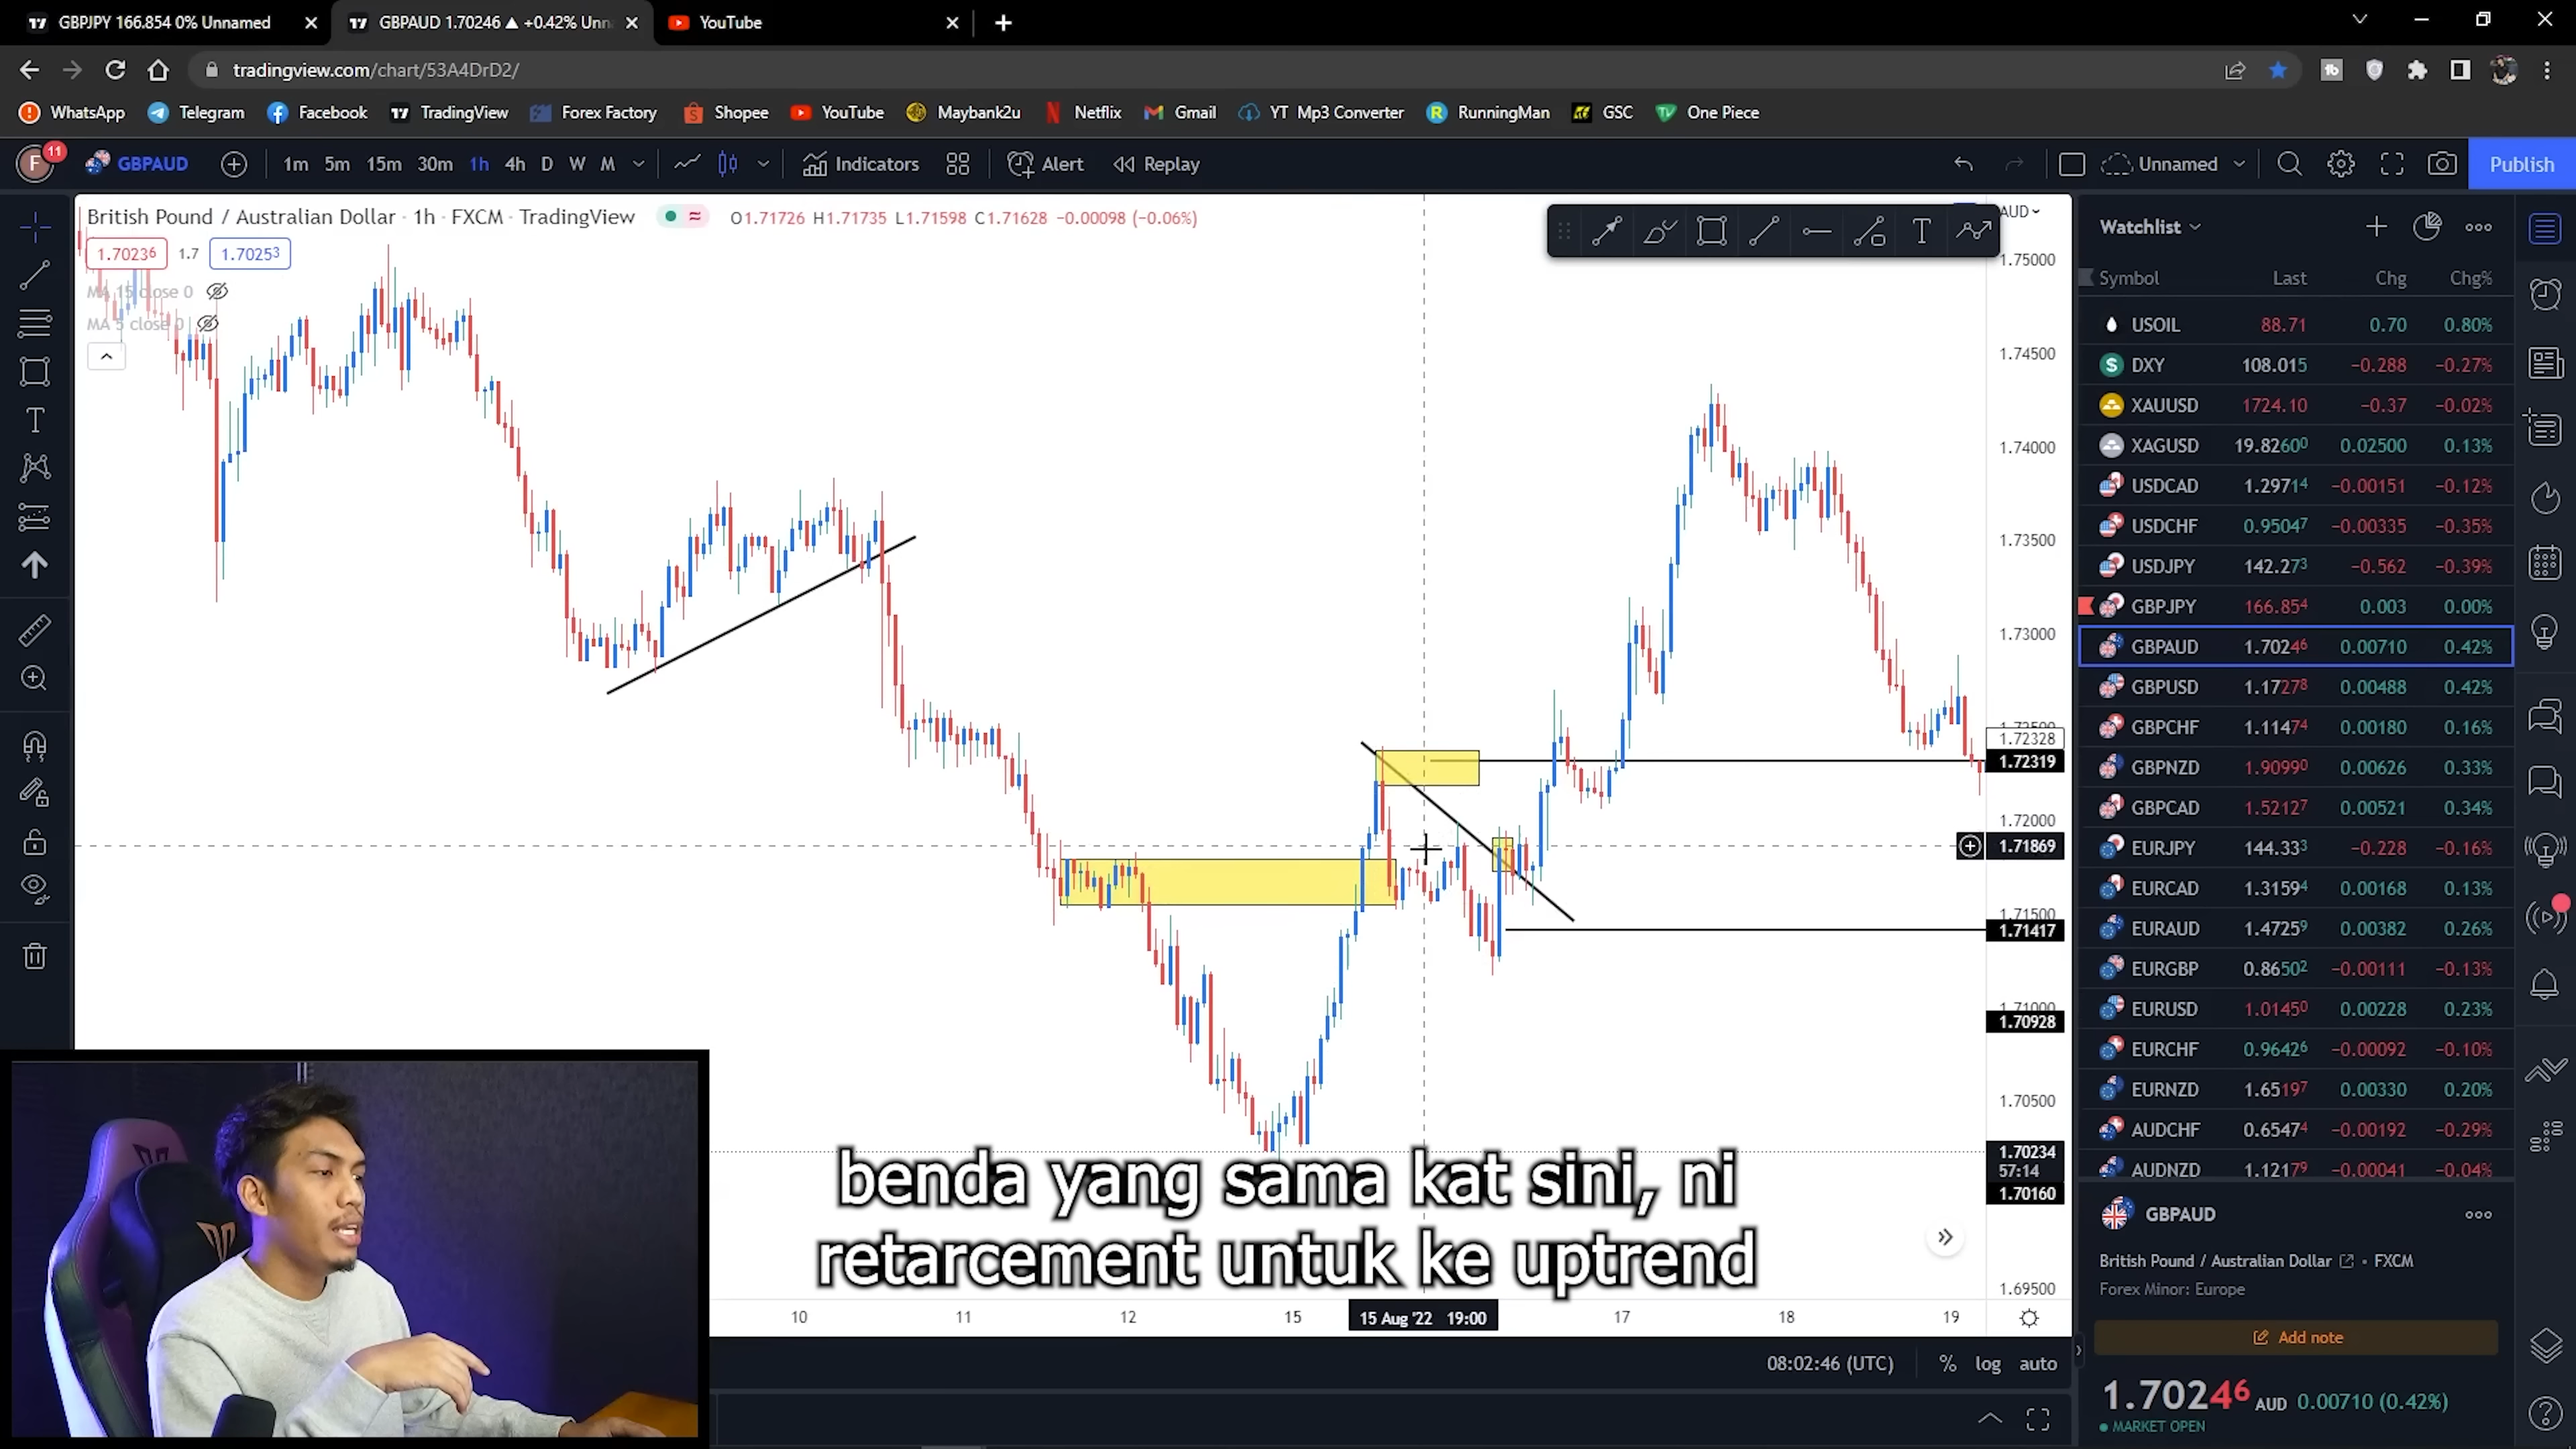 GBPJPY 166.854 0% Unnamed
GBPAUD 1.70246 ▲ +0.42% Unn
YouTube
tradingview.com/chart/53A4DrD2/
WhatsApp Telegram Facebook TradingView Forex Factory Shopee YouTube Maybank2u Netflix Gmail YT Mp3 Converter RunningMan GSC One Piece
F 11 GBPAUD 1m 5m 15m 30m 1h 4h D W M Indicators Alert Replay Unnamed Publish
British Pound / Australian Dollar · 1h · FXCM · TradingView O1.71726 H1.71735 L1.71598 C1.71628 −0.00098 (−0.06%)
1.70236 1.7 1.70253
MA 15 close 0
MA 5 close 0
AUD
1.75000
1.74500
1.74000
1.73500
1.73000
1.72500
1.72328
1.72319
1.72000
1.71869
1.71500
1.71417
1.71000
1.70928
1.70500
1.70234
57:14
1.70160
1.69500
benda yang sama kat sini, ni
retarcement untuk ke uptrend
10 11 12 15 15 Aug '22 19:00 17 18 19
08:02:46 (UTC) % log auto
Watchlist
Symbol Last Chg Chg%
USOIL 88.71 0.70 0.80%
DXY 108.015 −0.288 −0.27%
XAUUSD 1724.10 −0.37 −0.02%
XAGUSD 19.82600 0.02500 0.13%
USDCAD 1.29714 −0.00151 −0.12%
USDCHF 0.95047 −0.00335 −0.35%
USDJPY 142.273 −0.562 −0.39%
GBPJPY 166.854 0.003 0.00%
GBPAUD 1.70246 0.00710 0.42%
GBPUSD 1.17278 0.00488 0.42%
GBPCHF 1.11474 0.00180 0.16%
GBPNZD 1.90990 0.00626 0.33%
GBPCAD 1.52127 0.00521 0.34%
EURJPY 144.333 −0.228 −0.16%
EURCAD 1.31594 0.00168 0.13%
EURAUD 1.47259 0.00382 0.26%
EURGBP 0.86502 −0.00111 −0.13%
EURUSD 1.01450 0.00228 0.23%
EURCHF 0.96426 −0.00092 −0.10%
EURNZD 1.65197 0.00330 0.20%
AUDCHF 0.65474 −0.00192 −0.29%
AUDNZD 1.12179 −0.00041 −0.04%
GBPAUD
British Pound / Australian Dollar • FXCM
Forex Minor: Europe
Add note
1.70246 AUD 0.00710 (0.42%)
MARKET OPEN